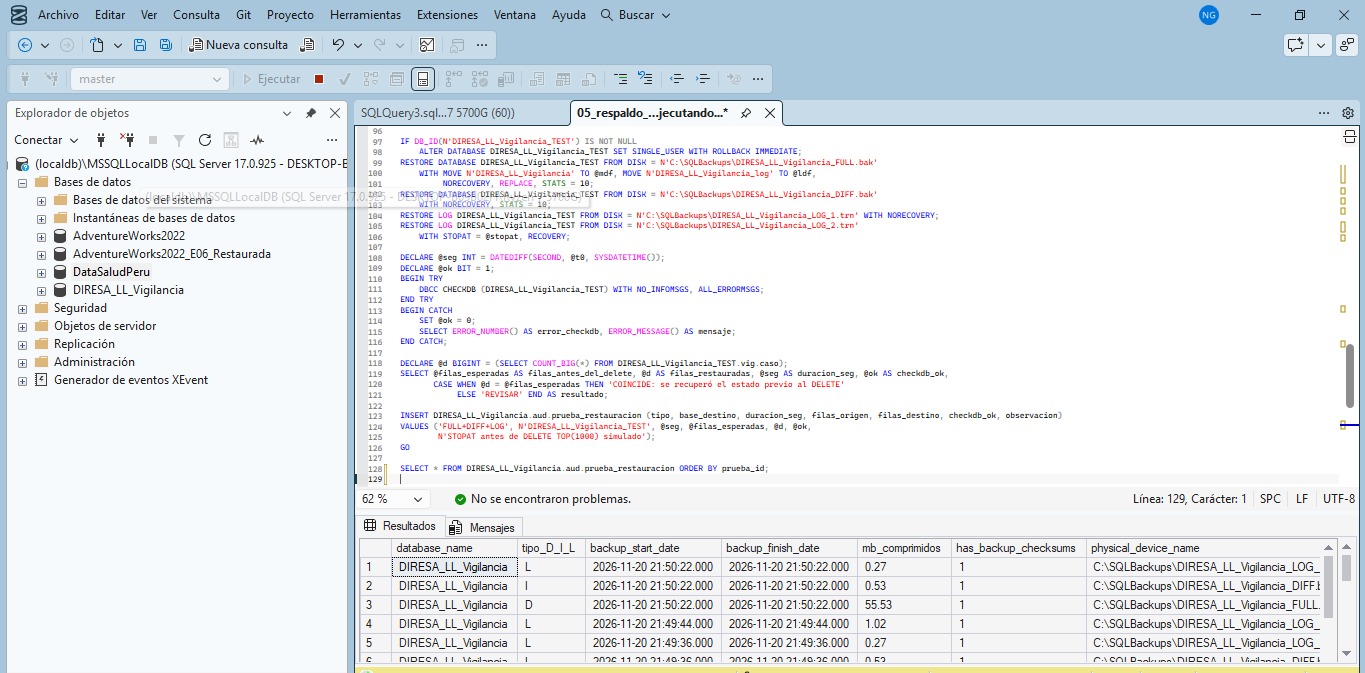 Archivo Editar Ver Consulta Git Proyecto Herramientas Extensiones Ventana Ayuda Buscar NG
Nueva consulta
master Ejecutar
Explorador de objetos
Conectar
(localdb)\MSSQLLocalDB (SQL Server 17.0.925 - DESKTOP-E
Bases de datos
Bases de datos del sistema
Instantáneas de bases de datos
AdventureWorks2022
AdventureWorks2022_E06_Restaurada
DataSaludPeru
DIRESA_LL_Vigilancia
Seguridad
Objetos de servidor
Replicación
Administración
Generador de eventos XEvent
SQLQuery3.sql...7 5700G (60)) 05_respaldo_...jecutando...*
96
97 IF DB_ID(N'DIRESA_LL_Vigilancia_TEST') IS NOT NULL
98 ALTER DATABASE DIRESA_LL_Vigilancia_TEST SET SINGLE_USER WITH ROLLBACK IMMEDIATE;
99 RESTORE DATABASE DIRESA_LL_Vigilancia_TEST FROM DISK = N'C:\SQLBackups\DIRESA_LL_Vigilancia_FULL.bak'
100 WITH MOVE N'DIRESA_LL_Vigilancia' TO @mdf, MOVE N'DIRESA_LL_Vigilancia_log' TO @ldf,
101 NORECOVERY, REPLACE, STATS = 10;
102 RESTORE DATABASE DIRESA_LL_Vigilancia_TEST FROM DISK = N'C:\SQLBackups\DIRESA_LL_Vigilancia_DIFF.bak'
103 WITH NORECOVERY, STATS = 10;
104 RESTORE LOG DIRESA_LL_Vigilancia_TEST FROM DISK = N'C:\SQLBackups\DIRESA_LL_Vigilancia_LOG_1.trn' WITH NORECOVERY;
105 RESTORE LOG DIRESA_LL_Vigilancia_TEST FROM DISK = N'C:\SQLBackups\DIRESA_LL_Vigilancia_LOG_2.trn'
106 WITH STOPAT = @stopat, RECOVERY;
107
108 DECLARE @seg INT = DATEDIFF(SECOND, @t0, SYSDATETIME());
109 DECLARE @ok BIT = 1;
110 BEGIN TRY
111 DBCC CHECKDB (DIRESA_LL_Vigilancia_TEST) WITH NO_INFOMSGS, ALL_ERRORMSGS;
112 END TRY
113 BEGIN CATCH
114 SET @ok = 0;
115 SELECT ERROR_NUMBER() AS error_checkdb, ERROR_MESSAGE() AS mensaje;
116 END CATCH;
117
118 DECLARE @d BIGINT = (SELECT COUNT_BIG(*) FROM DIRESA_LL_Vigilancia_TEST.vig.caso);
119 SELECT @filas_esperadas AS filas_antes_del_delete, @d AS filas_restauradas, @seg AS duracion_seg, @ok AS checkdb_ok,
120 CASE WHEN @d = @filas_esperadas THEN 'COINCIDE: se recuperó el estado previo al DELETE'
121 ELSE 'REVISAR' END AS resultado;
122
123 INSERT DIRESA_LL_Vigilancia.aud.prueba_restauracion (tipo, base_destino, duracion_seg, filas_origen, filas_destino, checkdb_ok, observacion)
124 VALUES ('FULL+DIFF+LOG', N'DIRESA_LL_Vigilancia_TEST', @seg, @filas_esperadas, @d, @ok,
125 N'STOPAT antes de DELETE TOP(1000) simulado');
126 GO
127
128 SELECT * FROM DIRESA_LL_Vigilancia.aud.prueba_restauracion ORDER BY prueba_id;
129
62 % No se encontraron problemas. Línea: 129, Carácter: 1 SPC LF UTF-8
Resultados Mensajes
database_name tipo_D_I_L backup_start_date backup_finish_date mb_comprimidos has_backup_checksums physical_device_name
1 DIRESA_LL_Vigilancia L 2026-11-20 21:50:22.000 2026-11-20 21:50:22.000 0.27 1 C:\SQLBackups\DIRESA_LL_Vigilancia_LOG_
2 DIRESA_LL_Vigilancia I 2026-11-20 21:50:22.000 2026-11-20 21:50:22.000 0.53 1 C:\SQLBackups\DIRESA_LL_Vigilancia_DIFF.
3 DIRESA_LL_Vigilancia D 2026-11-20 21:50:22.000 2026-11-20 21:50:22.000 55.53 1 C:\SQLBackups\DIRESA_LL_Vigilancia_FULL.
4 DIRESA_LL_Vigilancia L 2026-11-20 21:49:44.000 2026-11-20 21:49:44.000 1.02 1 C:\SQLBackups\DIRESA_LL_Vigilancia_LOG_
5 DIRESA_LL_Vigilancia L 2026-11-20 21:49:36.000 2026-11-20 21:49:36.000 0.27 1 C:\SQLBackups\DIRESA_LL_Vigilancia_LOG_
6 DIRESA_LL_Vigilancia I 2026-11-20 21:49:36.000 2026-11-20 21:49:36.000 0.53 1 C:\SQLBackups\DIRESA_LL_Vigilancia_DIFF